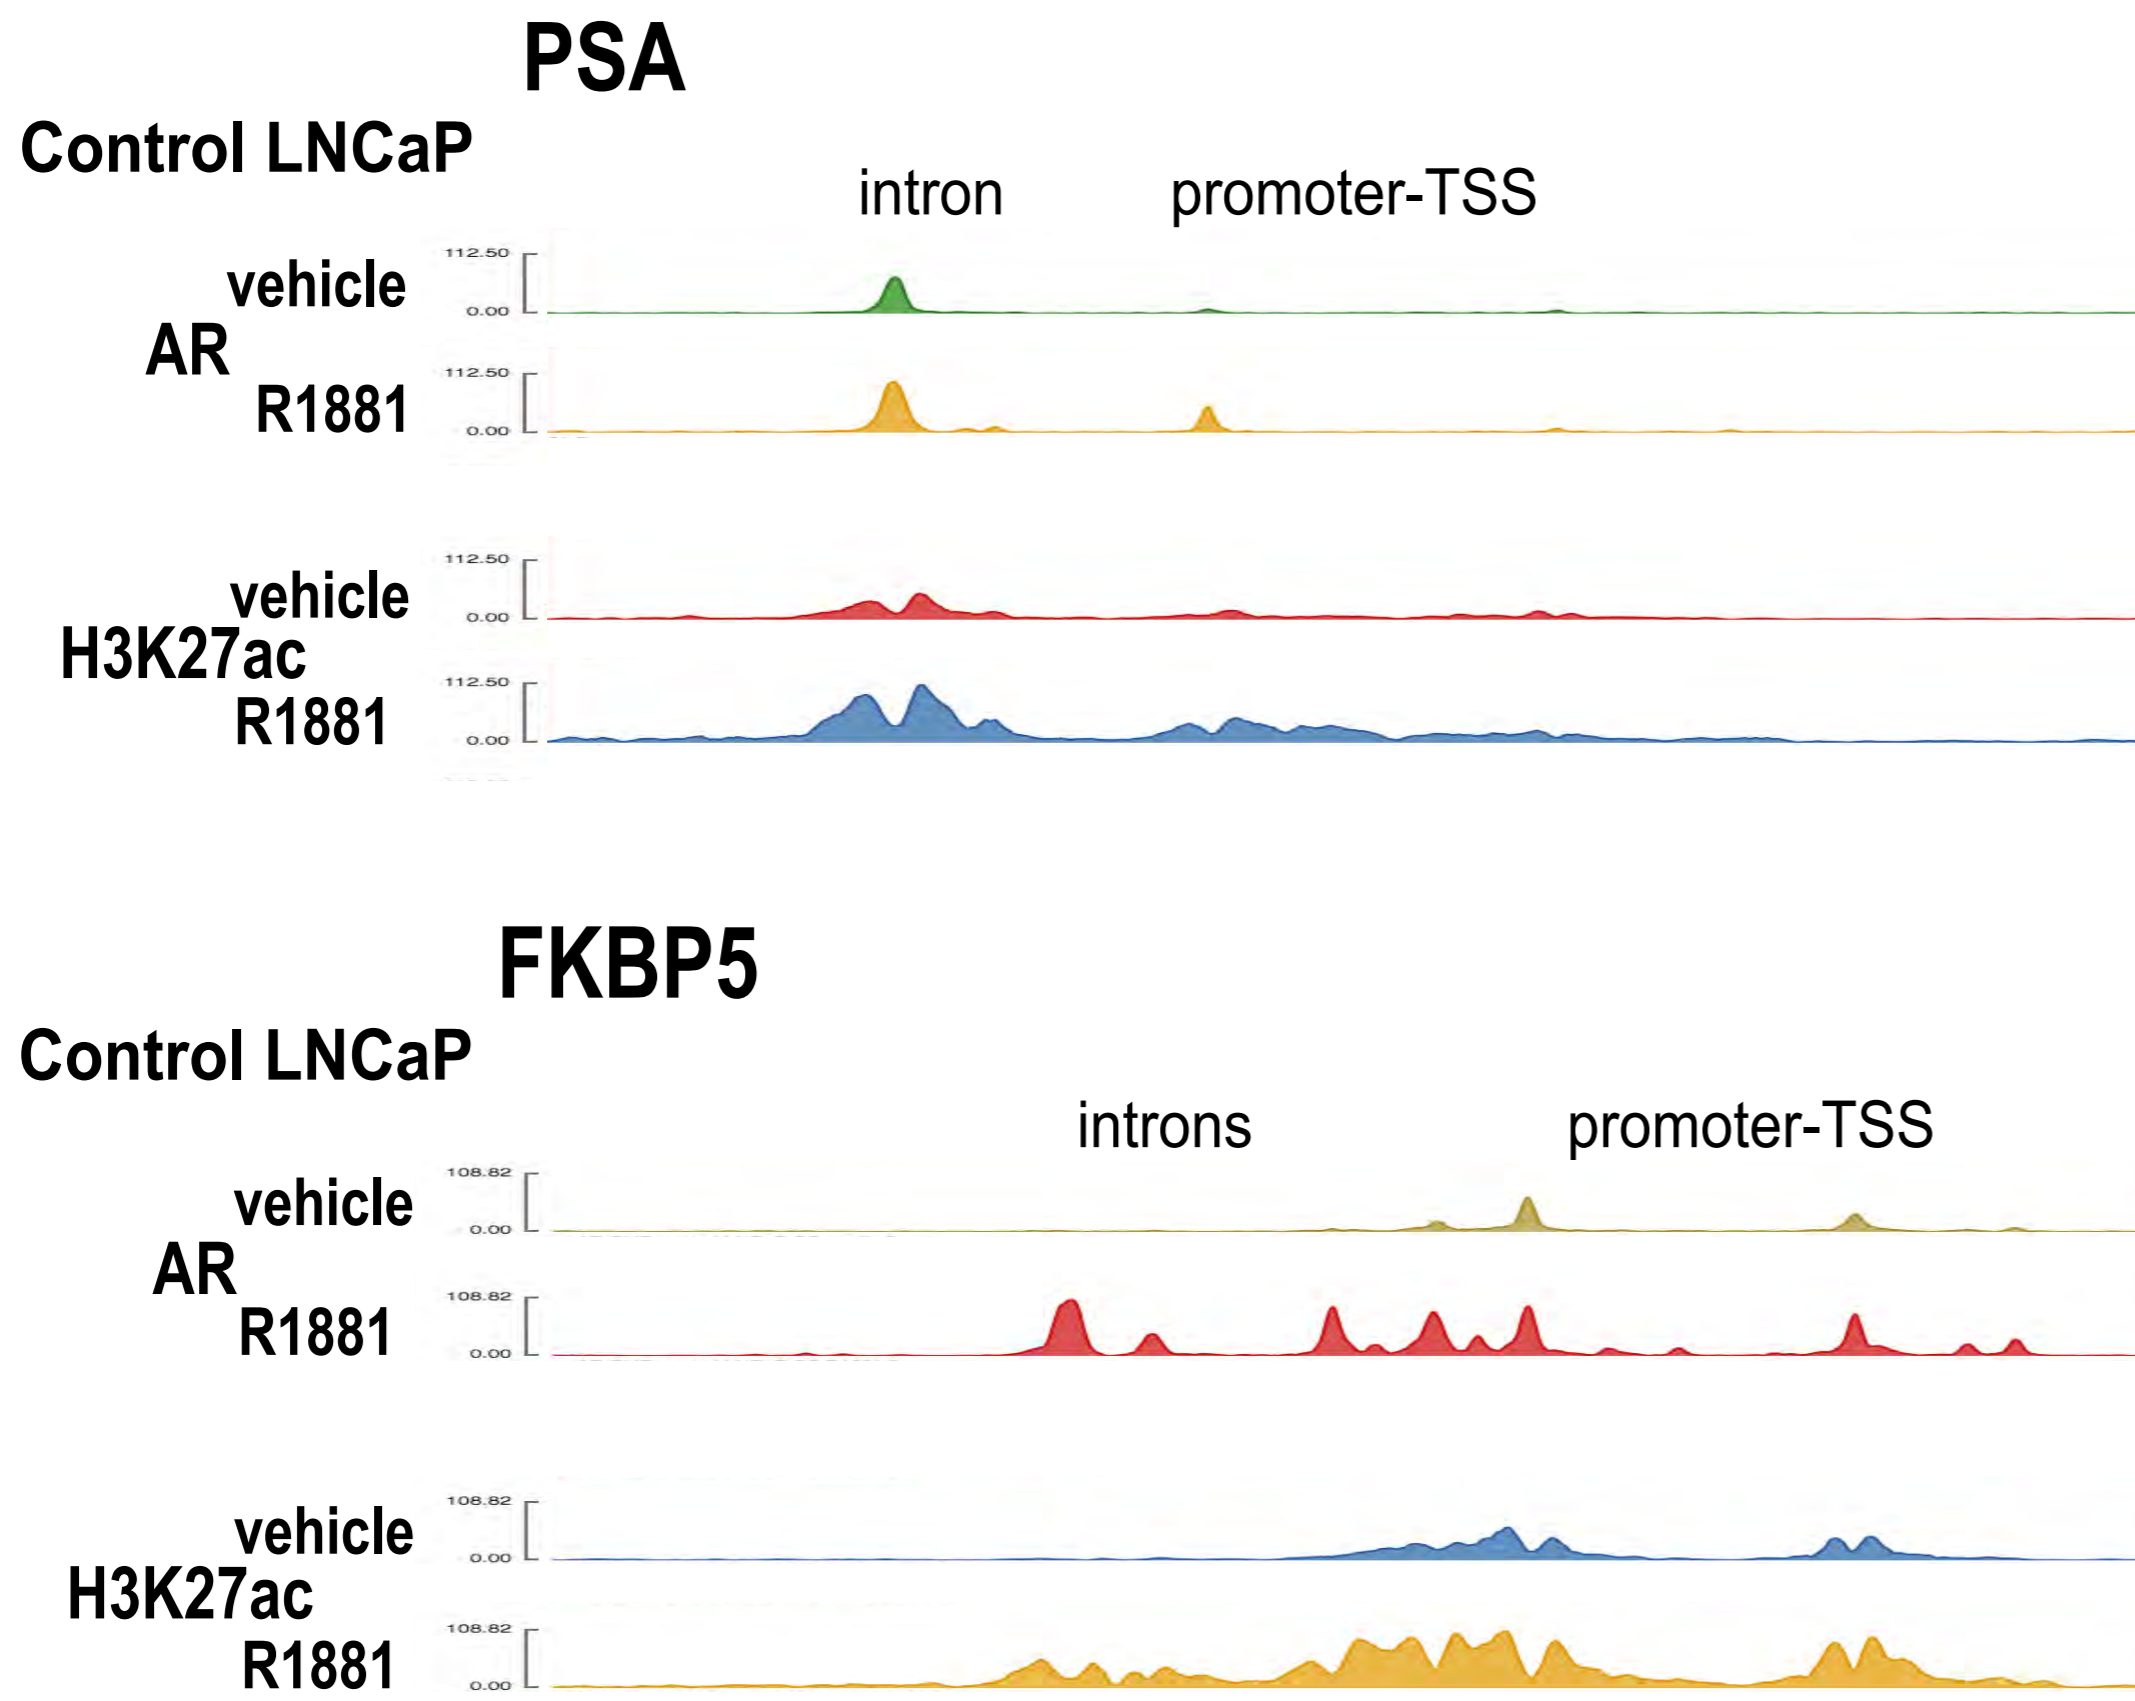 PSA
Control LNCaP
intron promoter-TSS
112.50
vehicle
0.00
AR
112.50
R1881
0.00
112.50
vehicle
0.00
H3K27ac
112.50
R1881
0.00
FKBP5
Control LNCaP
introns promoter-TSS
108.82
vehicle
0.00
AR
108.82
R1881
0.00
108.82
vehicle
0.00
H3K27ac
108.82
R1881
0.00